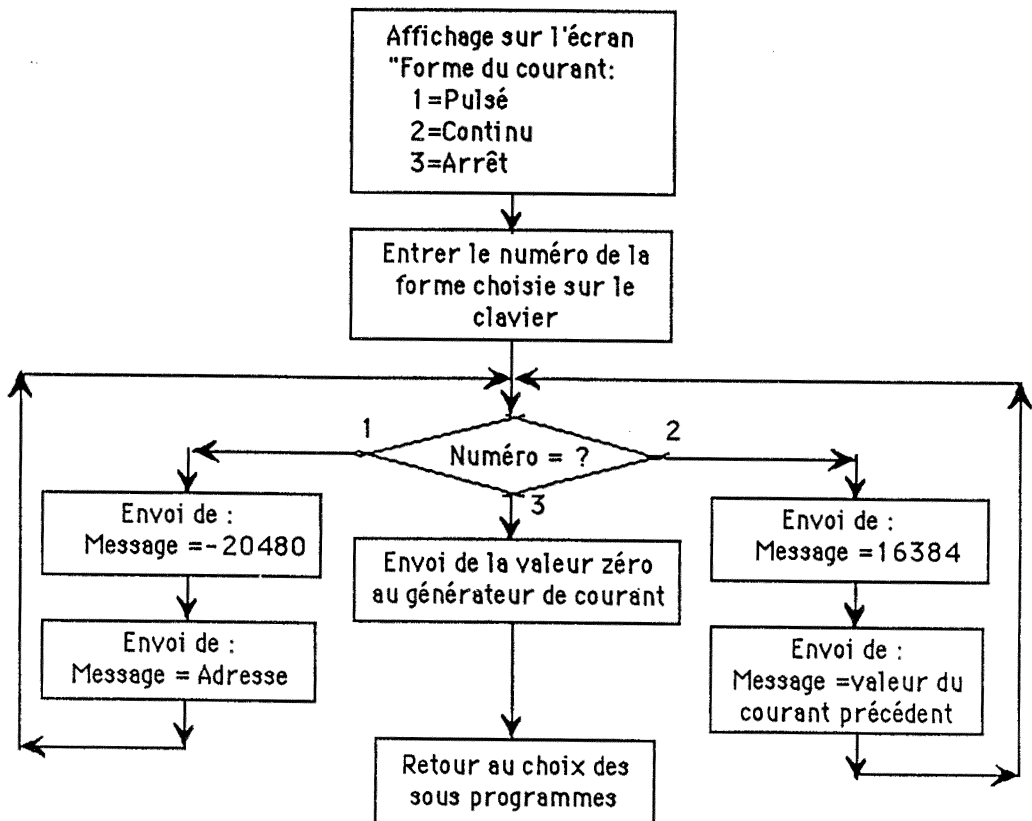 Affichage sur l'écran
"Forme du courant:
1=Pulsé
2=Continu
3=Arrêt
Entrer le numéro de la
forme choisie sur le
clavier
1
Numéro = ?
2
3
Envoi de :
Message =-20480
Envoi de :
Message = Adresse
Envoi de la valeur zéro
au générateur de courant
Retour au choix des
sous programmes
Envoi de :
Message =16384
Envoi de :
Message =valeur du
courant précédent